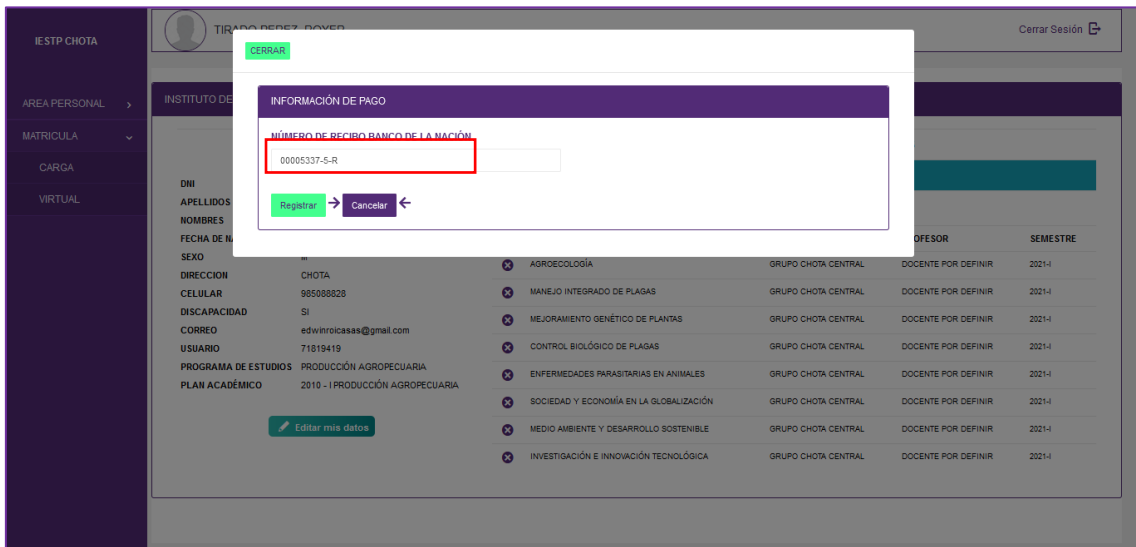 IESTP CHOTA
AREA PERSONAL
MATRICULA
CARGA
VIRTUAL
Cerrar Sesión
CERRAR
INSTITUTO DE
INFORMACIÓN DE PAGO
NÚMERO DE RECIBO BANCO DE LA NACIÓN
00005337-5-R
Registrar Cancelar
DNI
APELLIDOS
NOMBRES
FECHA DE
SEXO
DIRECCION CHOTA
CELULAR 985088828
DISCAPACIDAD SI
CORREO edwinroicasas@gmail.com
USUARIO 71819419
PROGRAMA DE ESTUDIOS PRODUCCIÓN AGROPECUARIA
PLAN ACADÉMICO 2010 - I PRODUCCIÓN AGROPECUARIA
Editar mis datos
SEMESTRE
AGROECOLOGÍA GRUPO CHOTA CENTRAL DOCENTE POR DEFINIR 2021-I
MANEJO INTEGRADO DE PLAGAS GRUPO CHOTA CENTRAL DOCENTE POR DEFINIR 2021-I
MEJORAMIENTO GENÉTICO DE PLANTAS GRUPO CHOTA CENTRAL DOCENTE POR DEFINIR 2021-I
CONTROL BIOLÓGICO DE PLAGAS GRUPO CHOTA CENTRAL DOCENTE POR DEFINIR 2021-I
ENFERMEDADES PARASITARIAS EN ANIMALES GRUPO CHOTA CENTRAL DOCENTE POR DEFINIR 2021-I
SOCIEDAD Y ECONOMÍA EN LA GLOBALIZACIÓN GRUPO CHOTA CENTRAL DOCENTE POR DEFINIR 2021-I
MEDIO AMBIENTE Y DESARROLLO SOSTENIBLE GRUPO CHOTA CENTRAL DOCENTE POR DEFINIR 2021-I
INVESTIGACIÓN E INNOVACIÓN TECNOLÓGICA GRUPO CHOTA CENTRAL DOCENTE POR DEFINIR 2021-I